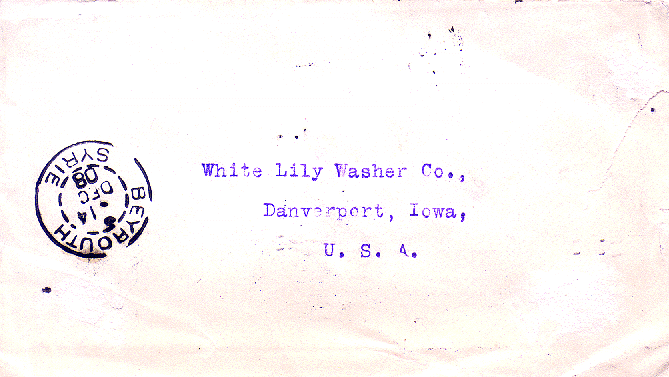 White Lily Washer Co.,
Danverport, Iowa,
U. S. A.
BEYROUTH
SYRIE
14
DEC
08